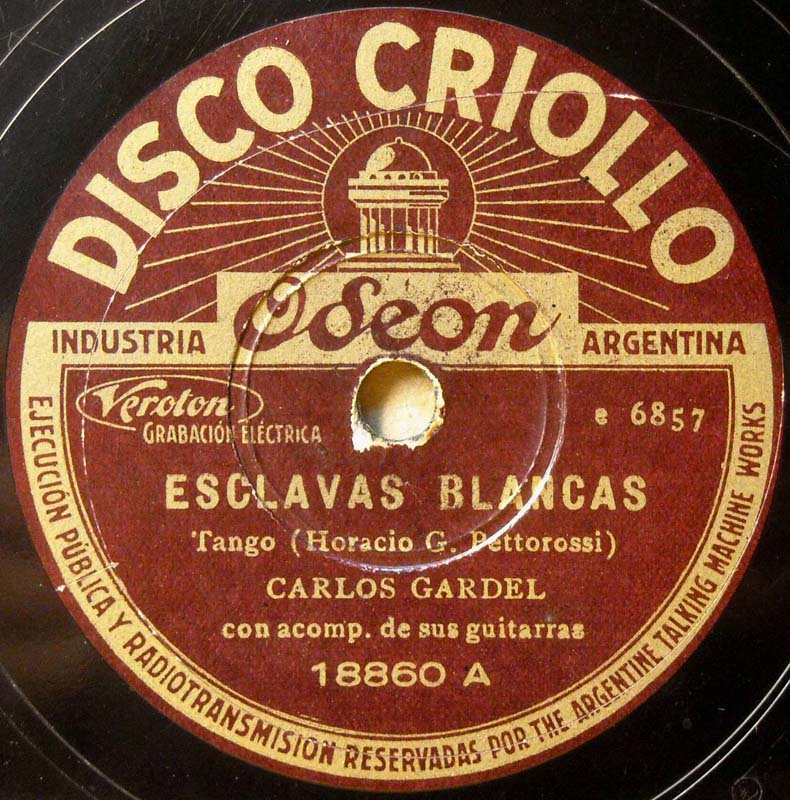 DISCO CRIOLLO
Odeon
INDUSTRIA ARGENTINA
Veroton
GRABACIÓN ELÉCTRICA
e 6857
ESCLAVAS BLANCAS
Tango (Horacio G. Pettorossi)
CARLOS GARDEL
con acomp. de sus guitarras
18860 A
EJECUCIÓN PUBLICA Y RADIOTRANSMISION RESERVADAS POR THE ARGENTINE TALKING MACHINE WORKS